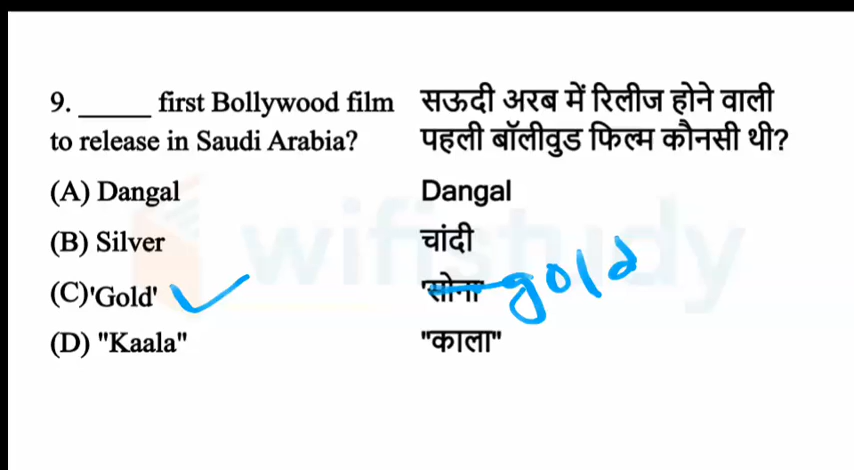 9. _____ first Bollywood film
to release in Saudi Arabia?
(A) Dangal
(B) Silver
(C)'Gold'
(D) "Kaala"
सऊदी अरब में रिलीज होने वाली
पहली बॉलीवुड फिल्म कौनसी थी?
Dangal
चांदी
'सोना' gold
"काला"
wifistudy